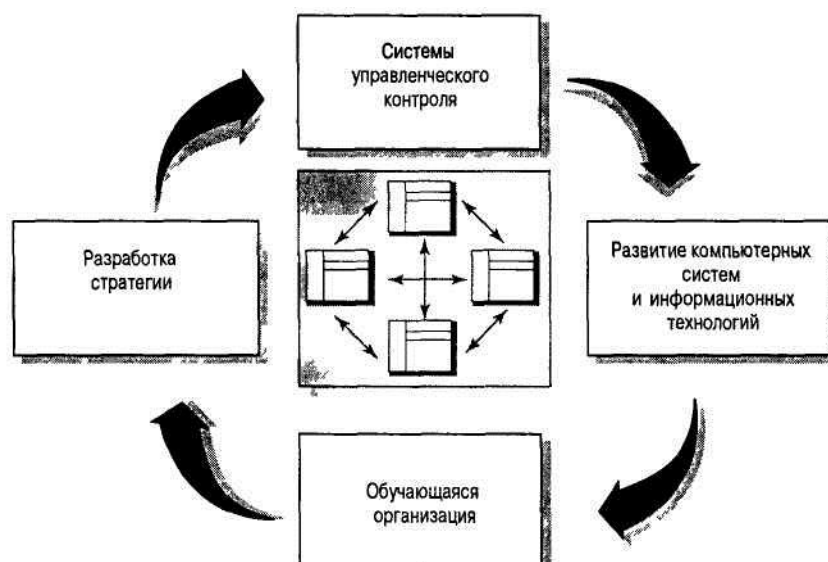 Системы
управленческого
контроля
Разработка
стратегии
Развитие компьютерных
систем
и информационных
технологий
Обучающаяся
организация